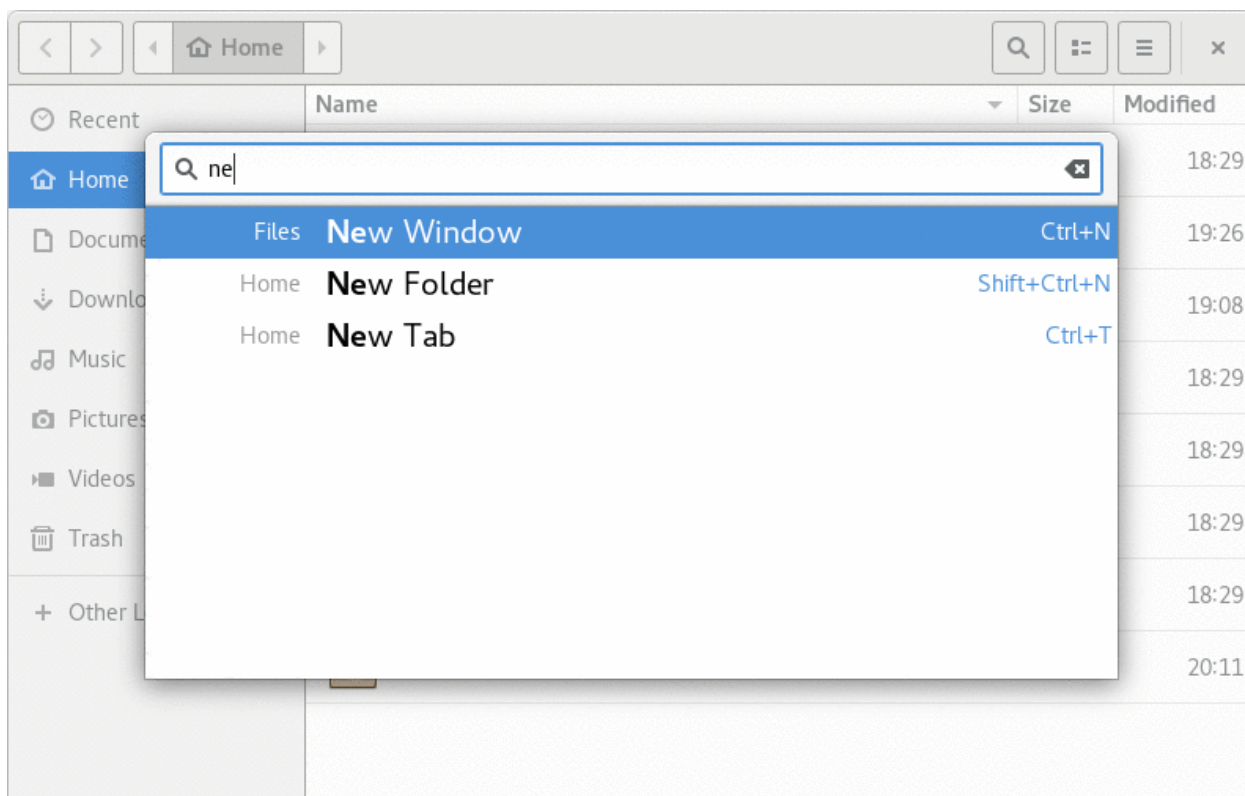 Home
Name Size Modified
Recent
18:29
ne
Home
Files New Window Ctrl+N
19:26
Home New Folder Shift+Ctrl+N
19:08
Home New Tab Ctrl+T
Music
18:29
Pictures
18:29
Videos
18:29
Trash
18:29
Other
20:11